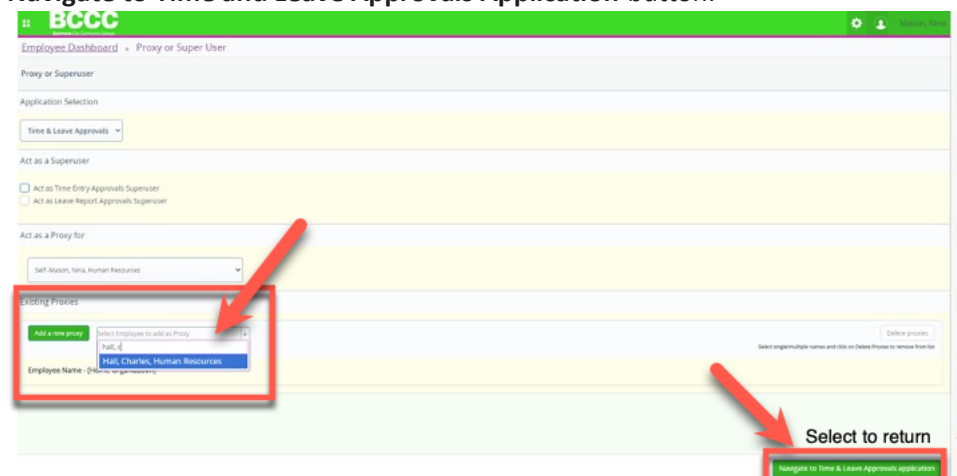 Navigate to Time and Leave Approvals Application button.
BCCC
Mason, Nina
Employee Dashboard • Proxy or Super User
Proxy or Superuser
Application Selection
Time & Leave Approvals
Act as a Superuser
Act as Time Entry Approvals Superuser
Act as Leave Report Approvals Superuser
Act as a Proxy for
Self -Mason, Nina, Human Resources
Existing Proxies
Add a new proxy Select Employee to add as Proxy Delete proxies
hall, c
Select single/multiple names and click on Delete Proxies to remove from list
Hall, Charles, Human Resources
Employee Name - [Home Organization]
Select to return
Navigate to Time & Leave Approvals application